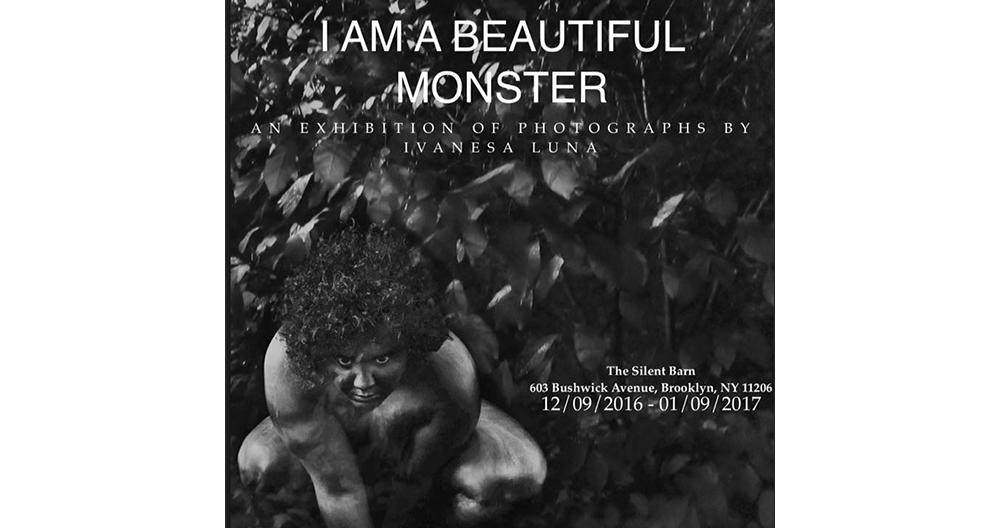 I AM A BEAUTIFUL
MONSTER
AN EXHIBITION OF PHOTOGRAPHS BY
IVANESA LUNA
The Silent Barn
603 Bushwick Avenue, Brooklyn, NY 11206
12/09/2016 - 01/09/2017